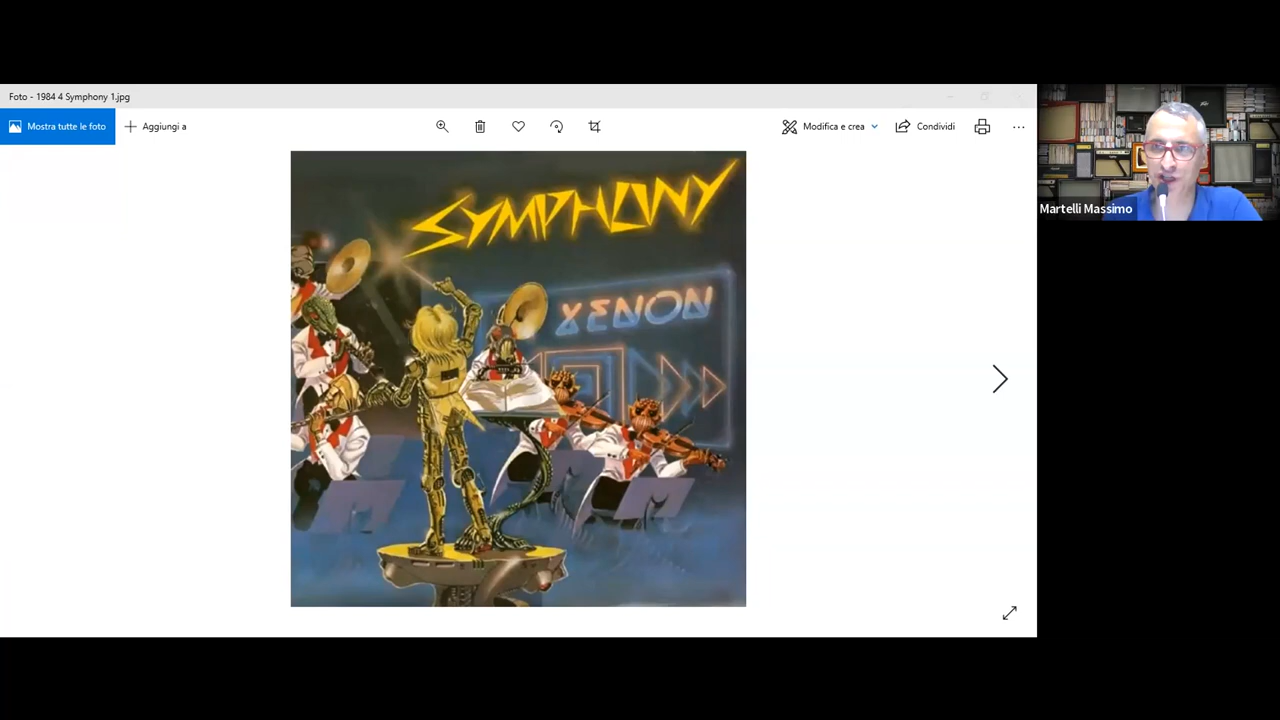 Foto - 1984 4 Symphony 1.jpg
Mostra tutte le foto
Aggiungi a
Modifica e crea
Condividi
SYMPHONY
XENON
Martelli Massimo